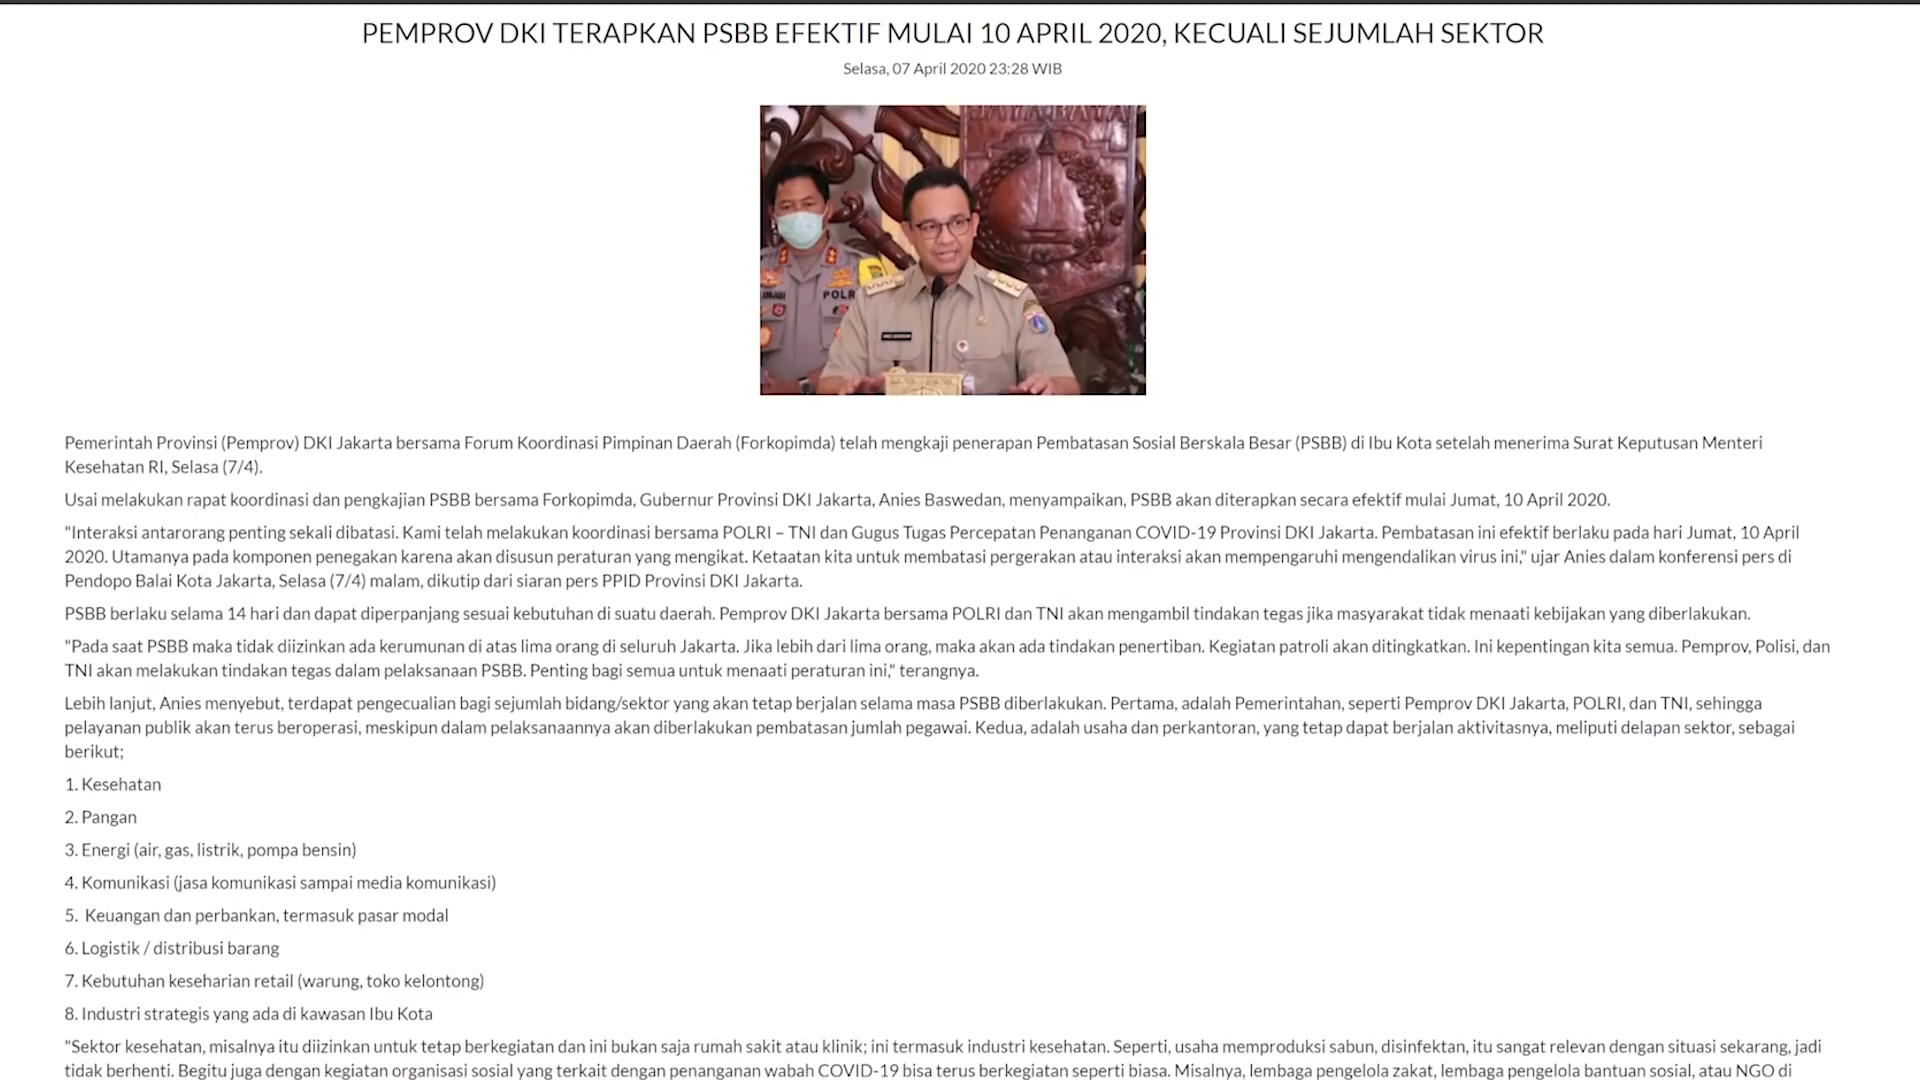 PEMPROV DKI TERAPKAN PSBB EFEKTIF MULAI 10 APRIL 2020, KECUALI SEJUMLAH SEKTOR
Selasa, 07 April 2020 23:28 WIB
JAYA RAYA
POLR
Pemerintah Provinsi (Pemprov) DKI Jakarta bersama Forum Koordinasi Pimpinan Daerah (Forkopimda) telah mengkaji penerapan Pembatasan Sosial Berskala Besar (PSBB) di Ibu Kota setelah menerima Surat Keputusan Menteri
Kesehatan RI, Selasa (7/4).
Usai melakukan rapat koordinasi dan pengkajian PSBB bersama Forkopimda, Gubernur Provinsi DKI Jakarta, Anies Baswedan, menyampaikan, PSBB akan diterapkan secara efektif mulai Jumat, 10 April 2020.
"Interaksi antarorang penting sekali dibatasi. Kami telah melakukan koordinasi bersama POLRI – TNI dan Gugus Tugas Percepatan Penanganan COVID-19 Provinsi DKI Jakarta. Pembatasan ini efektif berlaku pada hari Jumat, 10 April
2020. Utamanya pada komponen penegakan karena akan disusun peraturan yang mengikat. Ketaatan kita untuk membatasi pergerakan atau interaksi akan mempengaruhi mengendalikan virus ini," ujar Anies dalam konferensi pers di
Pendopo Balai Kota Jakarta, Selasa (7/4) malam, dikutip dari siaran pers PPID Provinsi DKI Jakarta.
PSBB berlaku selama 14 hari dan dapat diperpanjang sesuai kebutuhan di suatu daerah. Pemprov DKI Jakarta bersama POLRI dan TNI akan mengambil tindakan tegas jika masyarakat tidak menaati kebijakan yang diberlakukan.
"Pada saat PSBB maka tidak diizinkan ada kerumunan di atas lima orang di seluruh Jakarta. Jika lebih dari lima orang, maka akan ada tindakan penertiban. Kegiatan patroli akan ditingkatkan. Ini kepentingan kita semua. Pemprov, Polisi, dan
TNI akan melakukan tindakan tegas dalam pelaksanaan PSBB. Penting bagi semua untuk menaati peraturan ini," terangnya.
Lebih lanjut, Anies menyebut, terdapat pengecualian bagi sejumlah bidang/sektor yang akan tetap berjalan selama masa PSBB diberlakukan. Pertama, adalah Pemerintahan, seperti Pemprov DKI Jakarta, POLRI, dan TNI, sehingga
pelayanan publik akan terus beroperasi, meskipun dalam pelaksanaannya akan diberlakukan pembatasan jumlah pegawai. Kedua, adalah usaha dan perkantoran, yang tetap dapat berjalan aktivitasnya, meliputi delapan sektor, sebagai
berikut;
1. Kesehatan
2. Pangan
3. Energi (air, gas, listrik, pompa bensin)
4. Komunikasi (jasa komunikasi sampai media komunikasi)
5. Keuangan dan perbankan, termasuk pasar modal
6. Logistik / distribusi barang
7. Kebutuhan keseharian retail (warung, toko kelontong)
8. Industri strategis yang ada di kawasan Ibu Kota
"Sektor kesehatan, misalnya itu diizinkan untuk tetap berkegiatan dan ini bukan saja rumah sakit atau klinik; ini termasuk industri kesehatan. Seperti, usaha memproduksi sabun, disinfektan, itu sangat relevan dengan situasi sekarang, jadi
tidak berhenti. Begitu juga dengan kegiatan organisasi sosial yang terkait dengan penanganan wabah COVID-19 bisa terus berkegiatan seperti biasa. Misalnya, lembaga pengelola zakat, lembaga pengelola bantuan sosial, atau NGO di